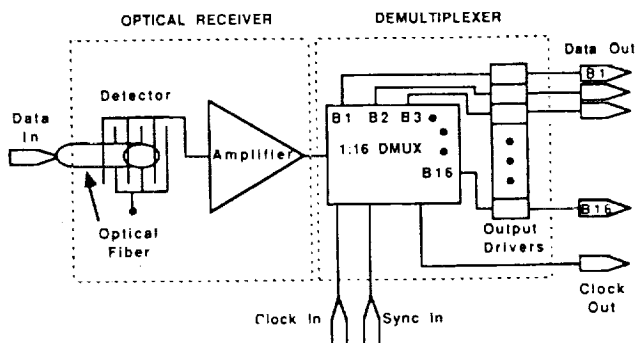 OPTICAL RECEIVER
DEMULTIPLEXER
Data Out
Detector
Data
In
Amplifier
B1 B2 B3
1:16 DMUX
B16
B1
B16
Optical
Fiber
Output
Drivers
Clock
Out
Clock In
Sync In